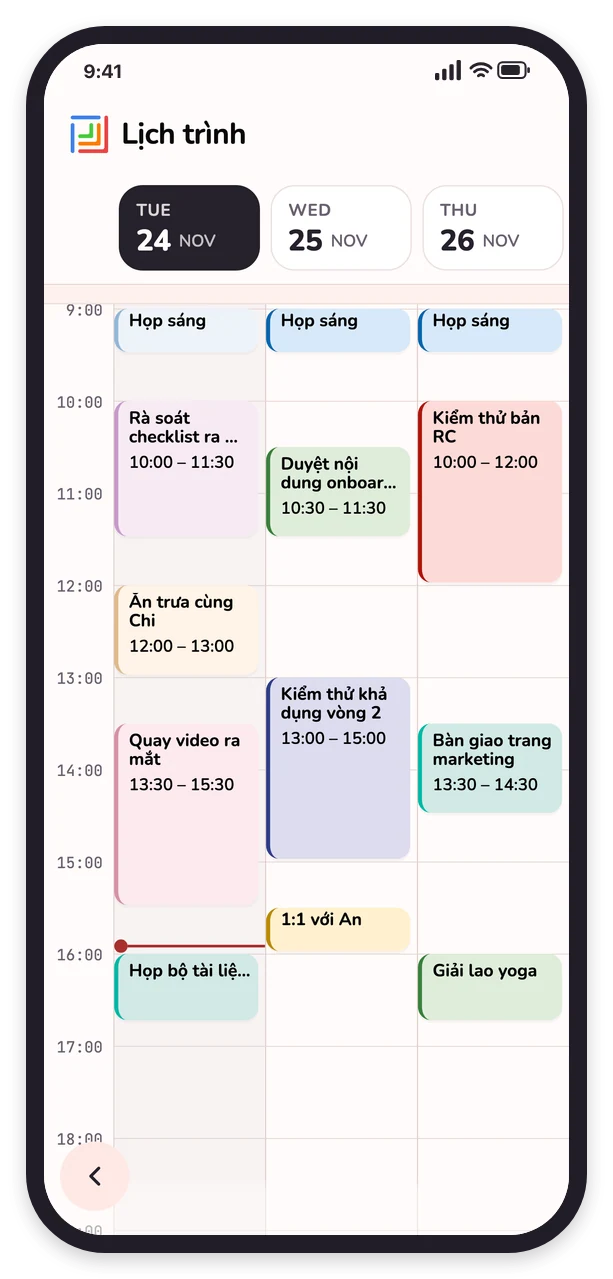 9:41
Lịch trình
TUE
24 NOV
WED
25 NOV
THU
26 NOV
9:00
Họp sáng
Họp sáng
Họp sáng
10:00
Rà soát
checklist ra ...
10:00 – 11:30
Kiểm thử bản
RC
10:00 – 12:00
Duyệt nội
dung onboar...
10:30 – 11:30
11:00
12:00
Ăn trưa cùng
Chi
12:00 – 13:00
13:00
Kiểm thử khả
dụng vòng 2
13:00 – 15:00
Quay video ra
mắt
13:30 – 15:30
Bàn giao trang
marketing
13:30 – 14:30
14:00
15:00
1:1 với An
16:00
Họp bộ tài liệ...
Giải lao yoga
17:00
18:00